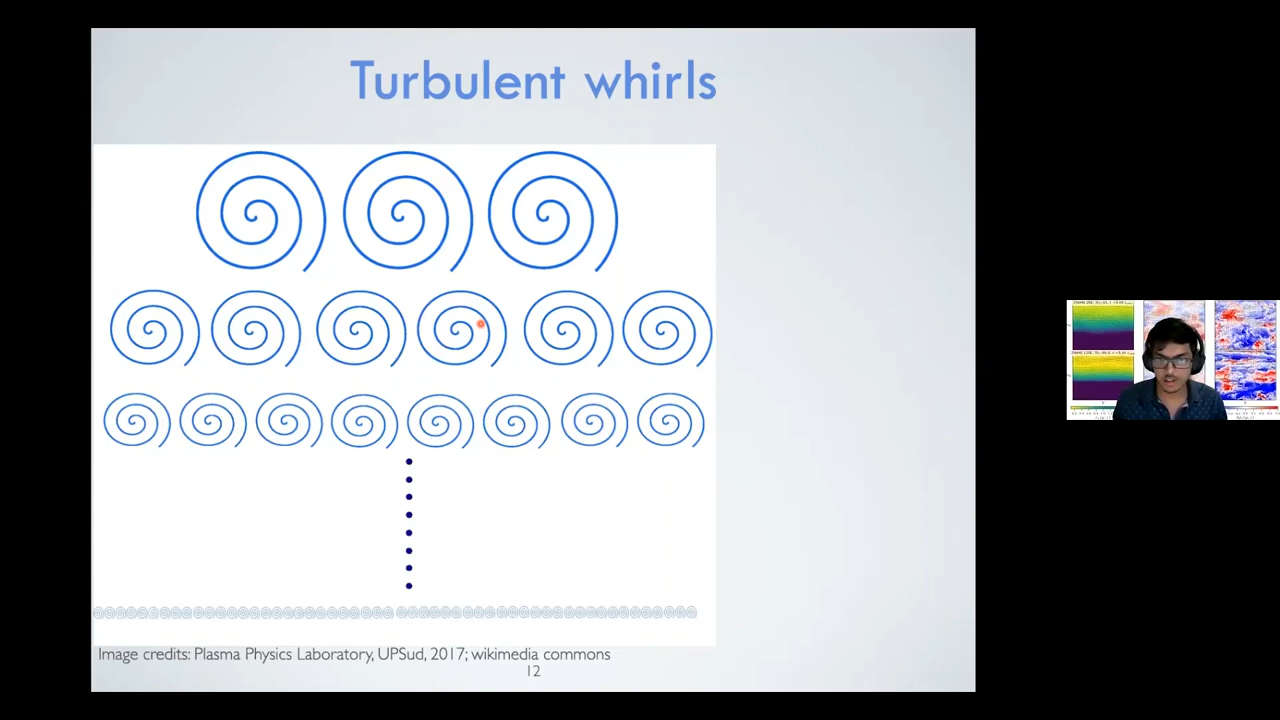 Turbulent whirls
Image credits: Plasma Physics Laboratory, UPSud, 2017; wikimedia commons
12